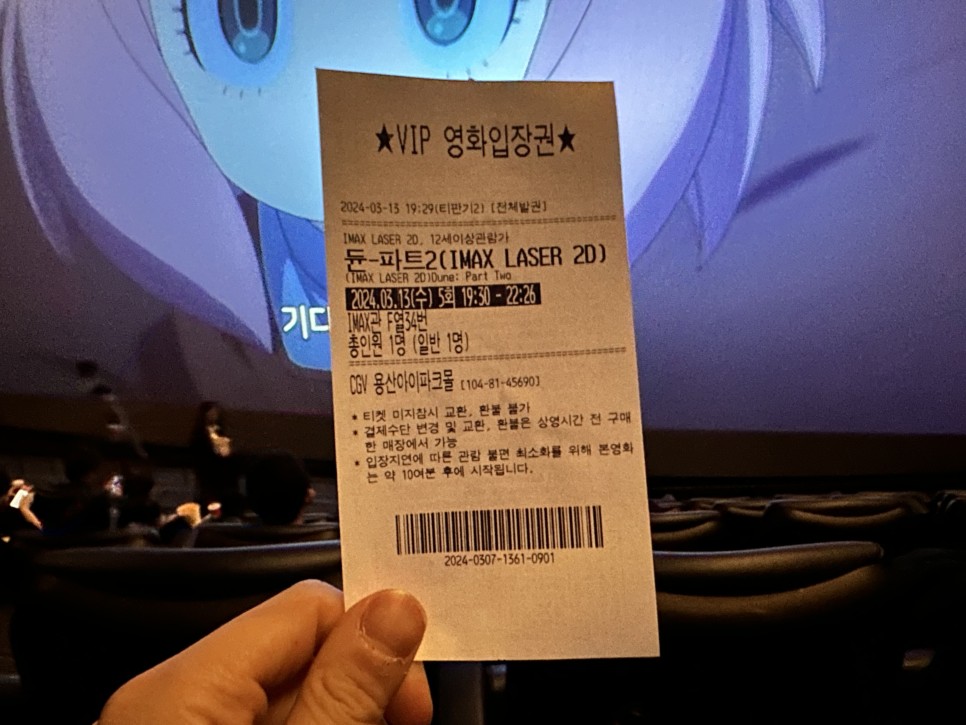 ★VIP 영화입장권★
2024-03-13 19:29(티판기2) [전체발권]
IMAX LASER 2D, 12세이상관람가
듄-파트2(IMAX LASER 2D)
(IMAX LASER 2D)Dune: Part Two
2024.03.13(수) 5회 19:30 - 22:26
기다
IMAX관 F열34번
총인원 1명 (일반 1명)
CGV 용산아이파크몰 [104-81-45690]
* 티켓 미지참시 교환, 환불 불가
* 결제수단 변경 및 교환, 환불은 상영시간 전 구매
한 매장에서 가능
* 입장지연에 따른 관람 불편 최소화를 위해 본영화
는 약 10여분 후에 시작됩니다.
2024-0307-1361-0901